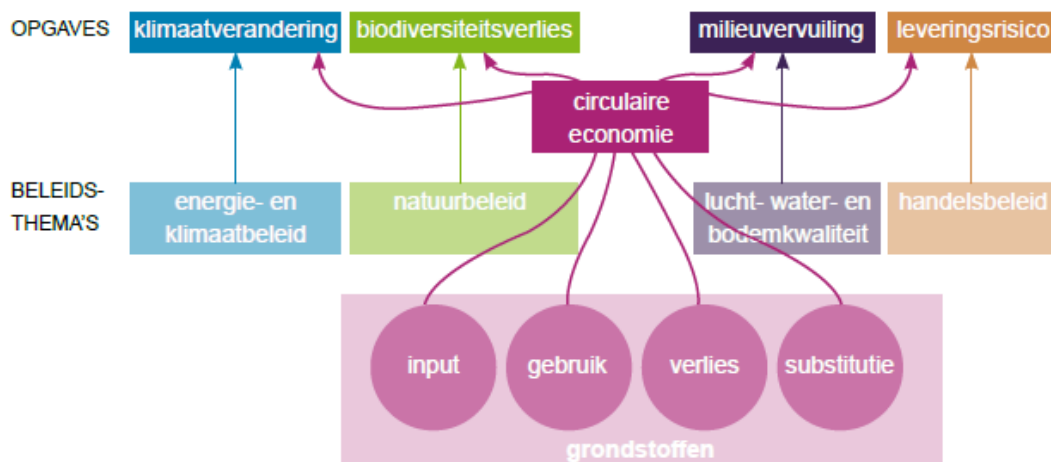 OPGAVES
klimaatverandering
biodiversiteitsverlies
milieuvervuiling
leveringsrisico
circulaire
economie
BELEIDS-
THEMA'S
energie- en
klimaatbeleid
natuurbeleid
lucht- water- en
bodemkwaliteit
handelsbeleid
input
gebruik
verlies
substitutie
grondstoffen